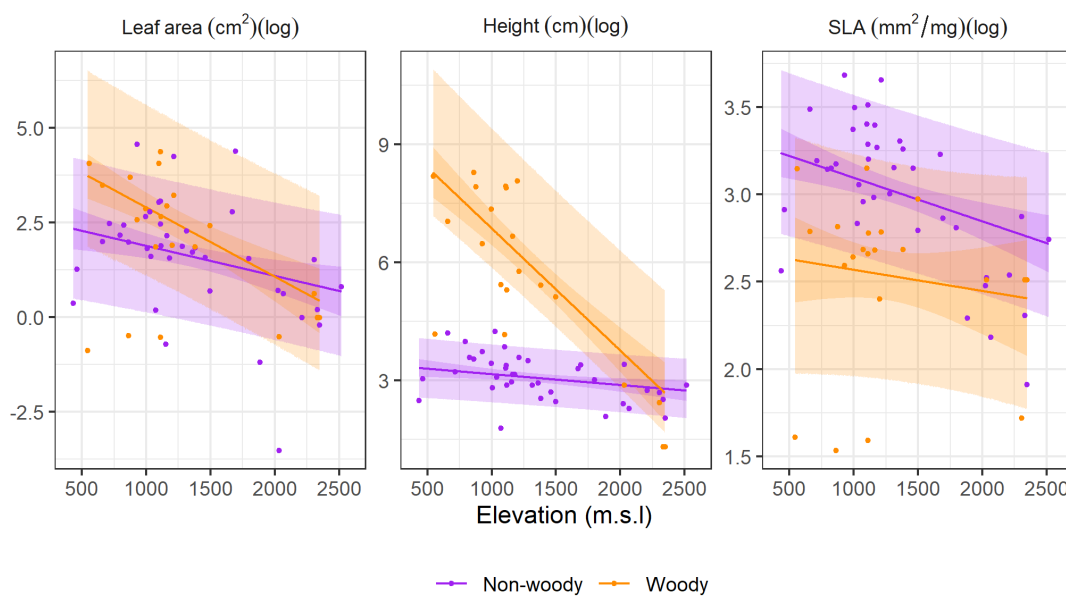 Leaf area (cm²)(log)
Height (cm)(log)
SLA (mm²/mg)(log)
5.0
2.5
0.0
-2.5
9
6
3
3.5
3.0
2.5
2.0
1.5
500 1000 1500 2000 2500
500 1000 1500 2000 2500
500 1000 1500 2000 2500
Elevation (m.s.l)
Non-woody Woody